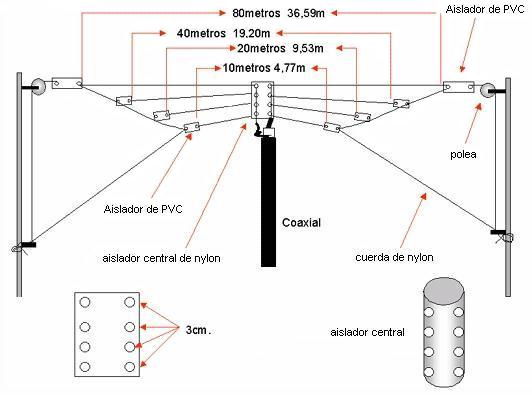 80metros 36,59m
Aislador de PVC
40metros 19,20m
20metros 9,53m
10metros 4,77m
polea
Aislador de PVC
Coaxial
aislador central de nylon
cuerda de nylon
3cm.
aislador central